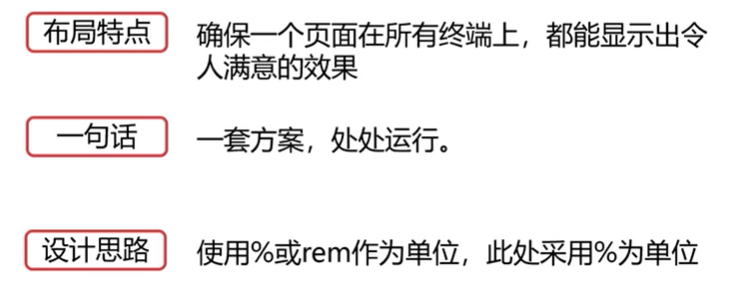 布局特点
确保一个页面在所有终端上，都能显示出令
人满意的效果
一句话
一套方案，处处运行。
设计思路
使用%或rem作为单位，此处采用%为单位